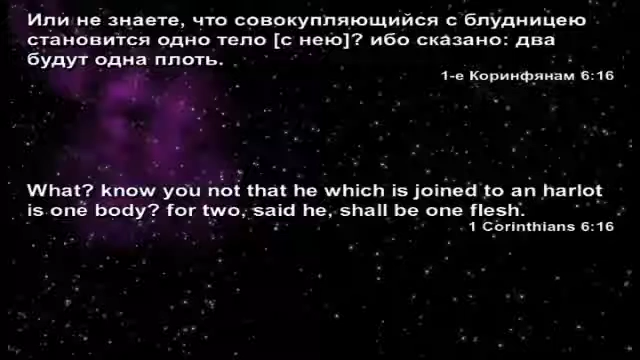 Или не знаете, что совокупляющийся с блудницею
становится одно тело [с нею]? ибо сказано: два
будут одна плоть.
1-е Коринфянам 6:16
What? know you not that he which is joined to an harlot
is one body? for two, said he, shall be one flesh.
1 Corinthians 6:16